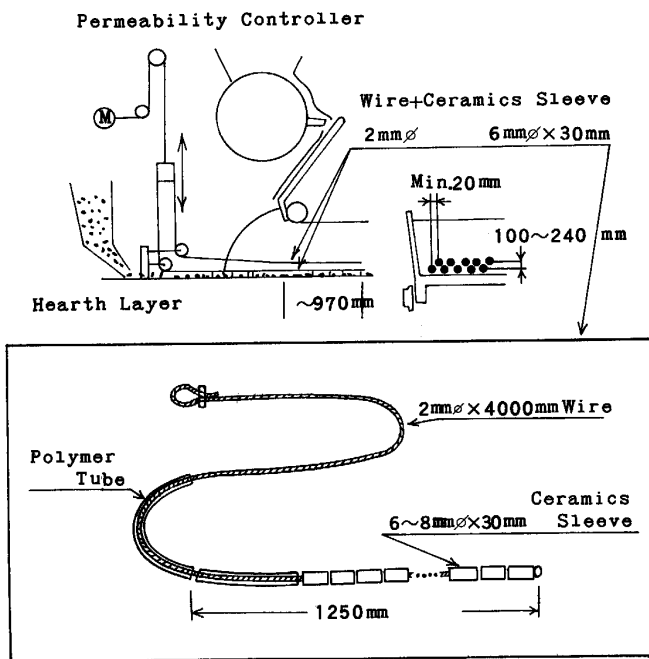 Permeability Controller
M
Wire+Ceramics Sleeve
2mmø 6mmø×30mm
Min.20mm
100~240 mm
Hearth Layer
~970mm
2mmø×4000mm Wire
Polymer
Tube
Ceramics
6~8mmø×30mm Sleeve
1250mm